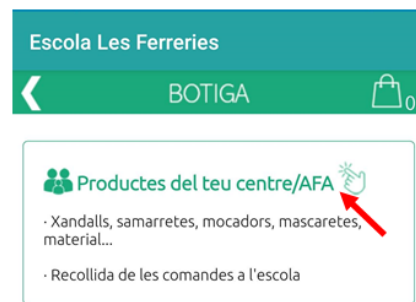 Escola Les Ferreries
BOTIGA
0
Productes del teu centre/AFA
· Xandalls, samarretes, mocadors, mascaretes,
material...
· Recollida de les comandes a l'escola